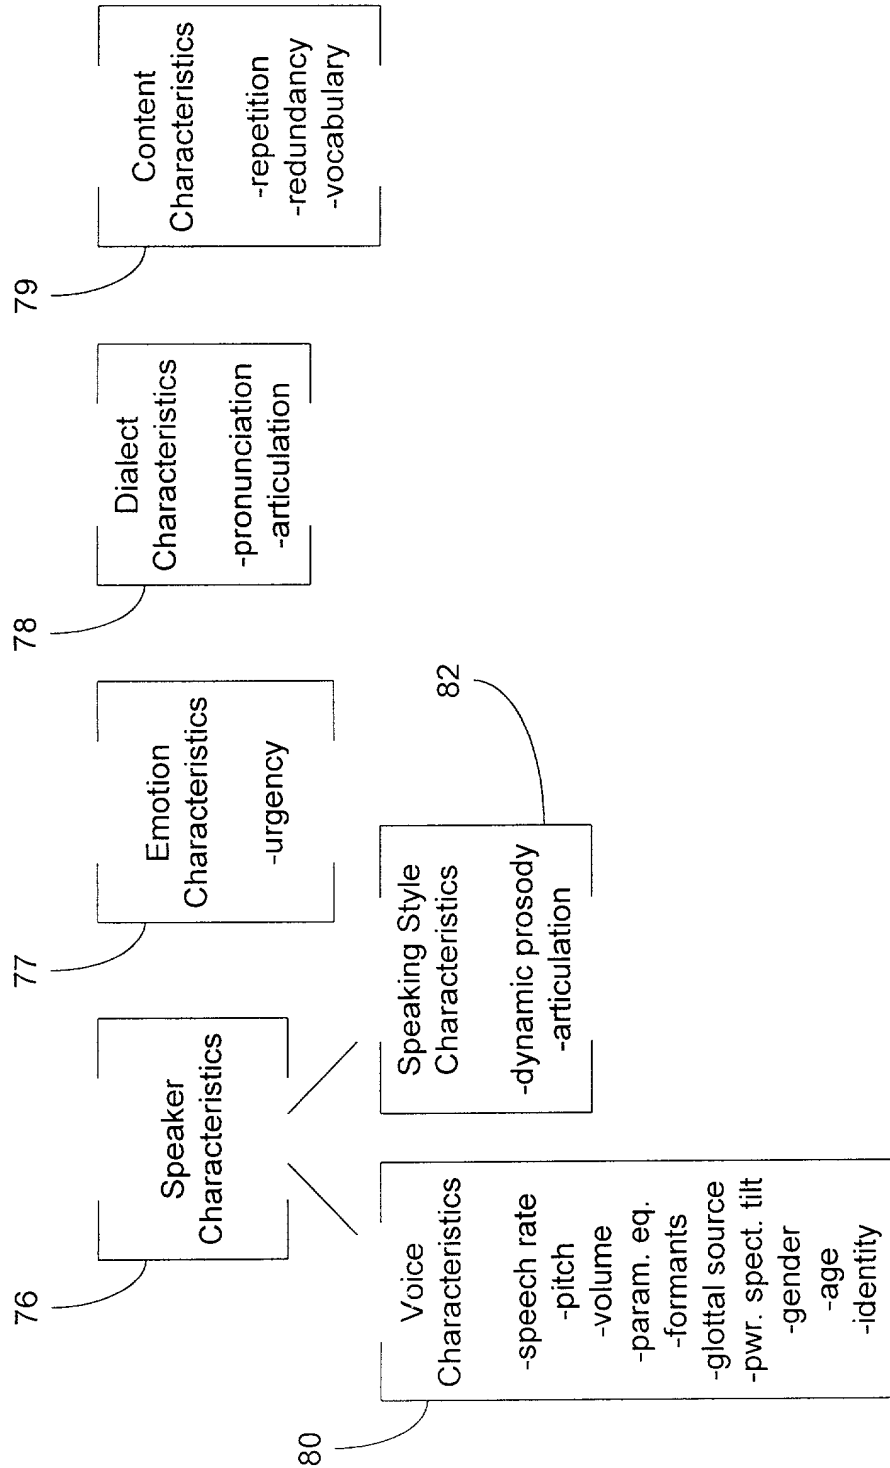 76
Speaker
Characteristics
77
Emotion
Characteristics
-urgency
78
Dialect
Characteristics
-pronunciation
-articulation
79
Content
Characteristics
-repetition
-redundancy
-vocabulary
80
Voice
Characteristics
-speech rate
-pitch
-volume
-param. eq.
-formants
-glottal source
-pwr. spect. tilt
-gender
-age
-identity
82
Speaking Style
Characteristics
-dynamic prosody
-articulation